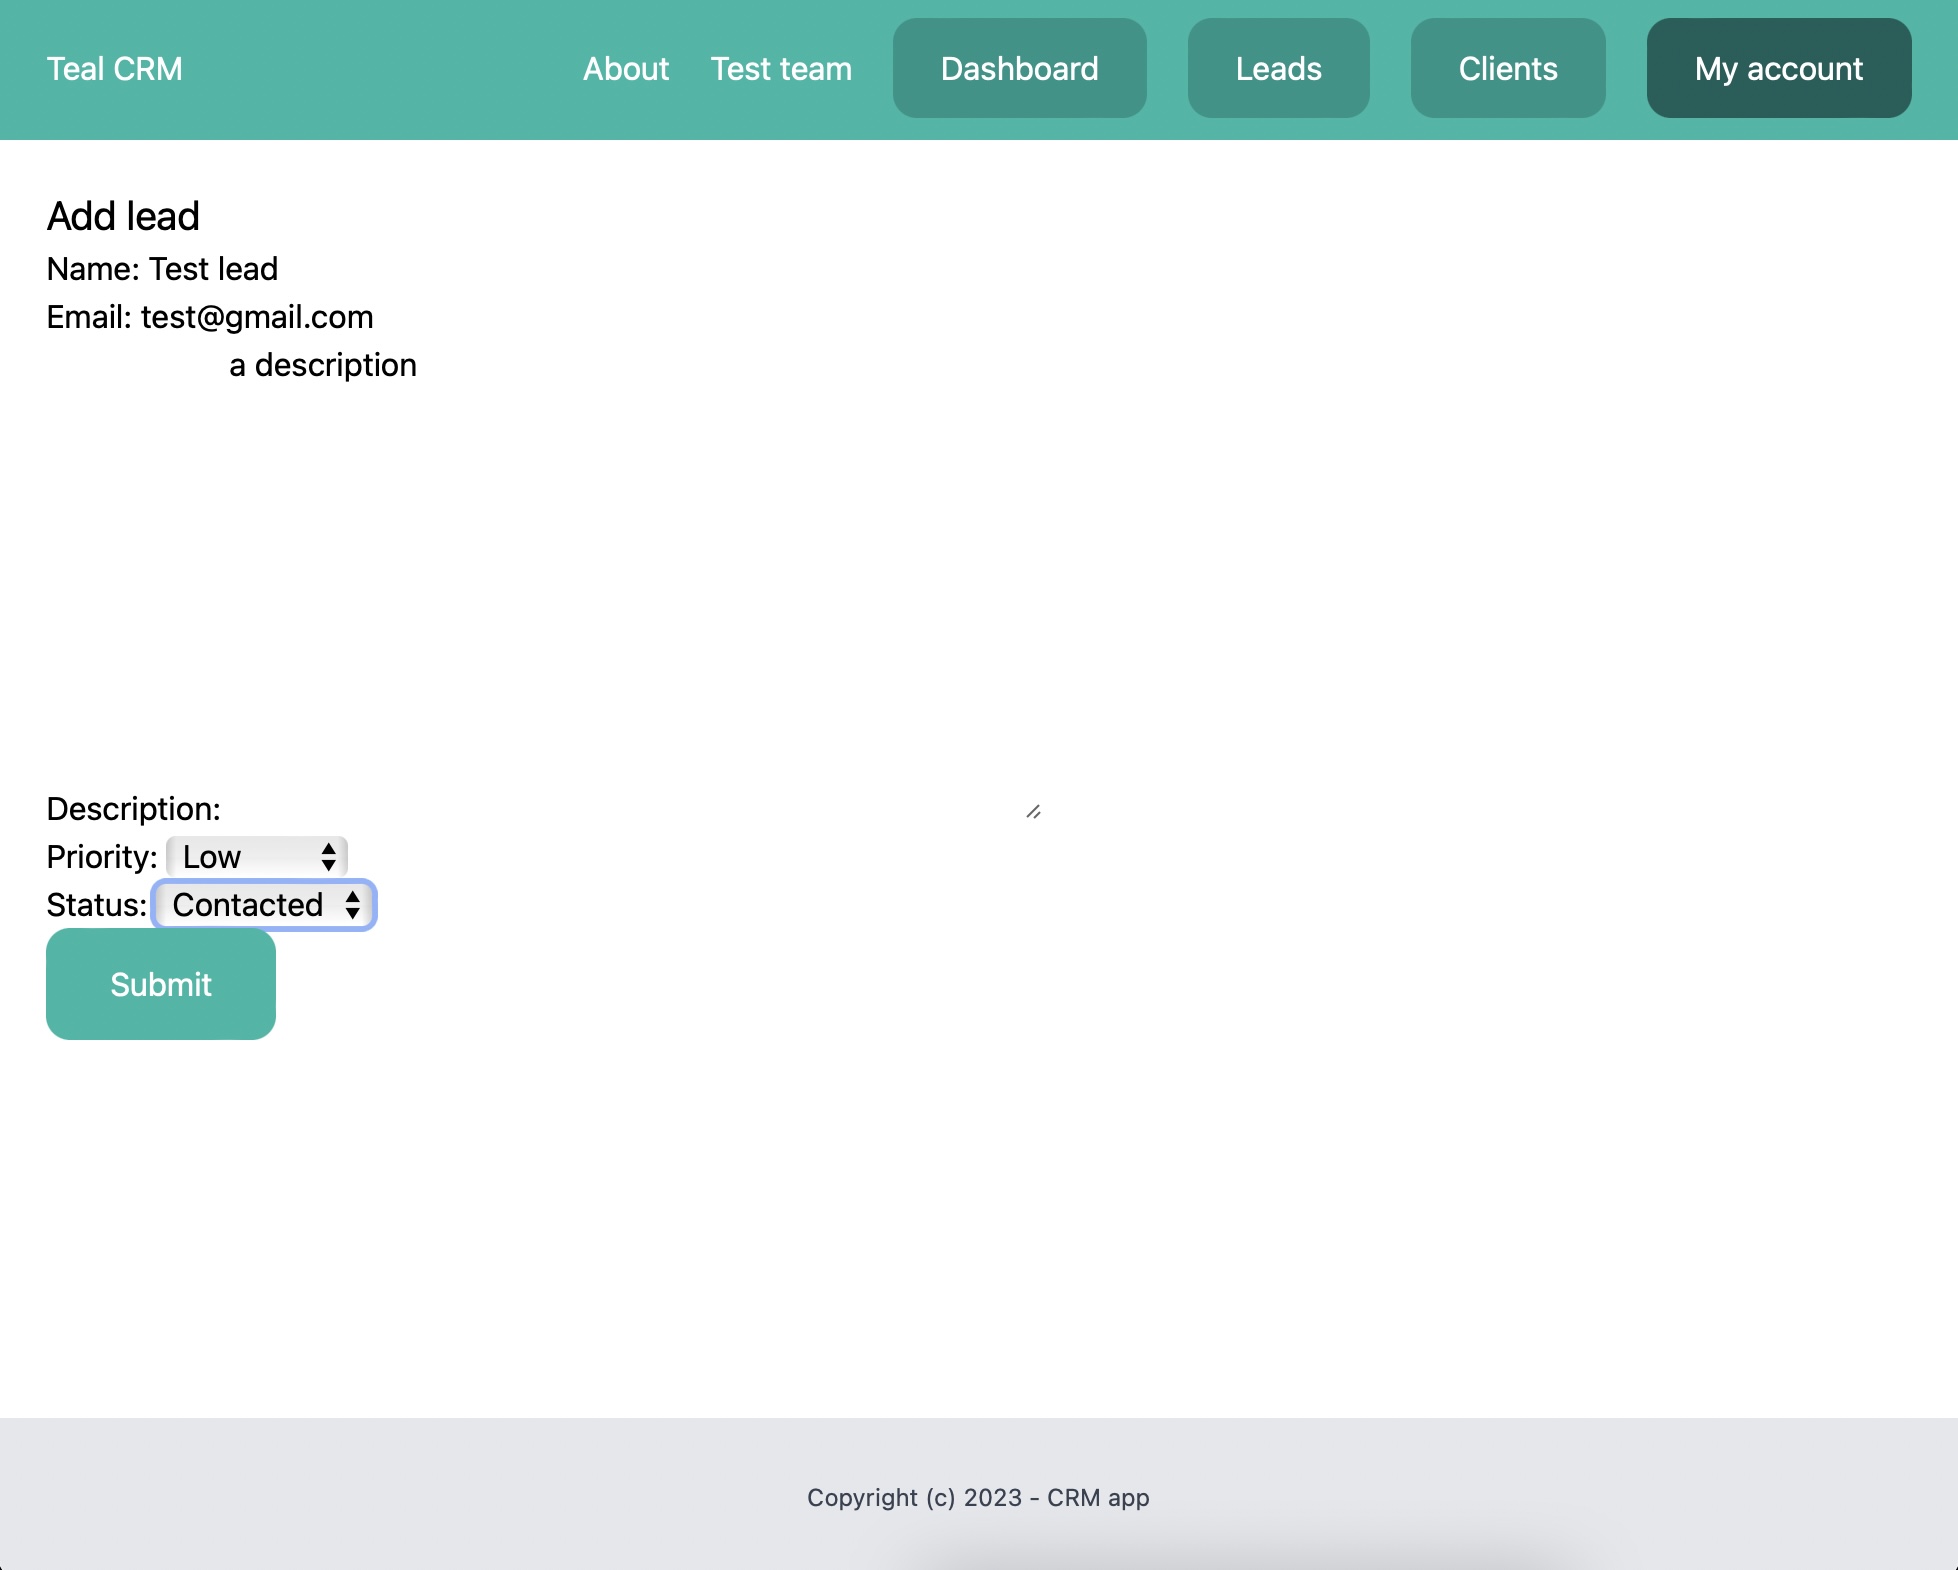 Teal CRM About Test team Dashboard Leads Clients My account
Add lead
Name: Test lead
Email: test@gmail.com
a description
Description:
Priority: Low
Status: Contacted
Submit
Copyright (c) 2023 - CRM app